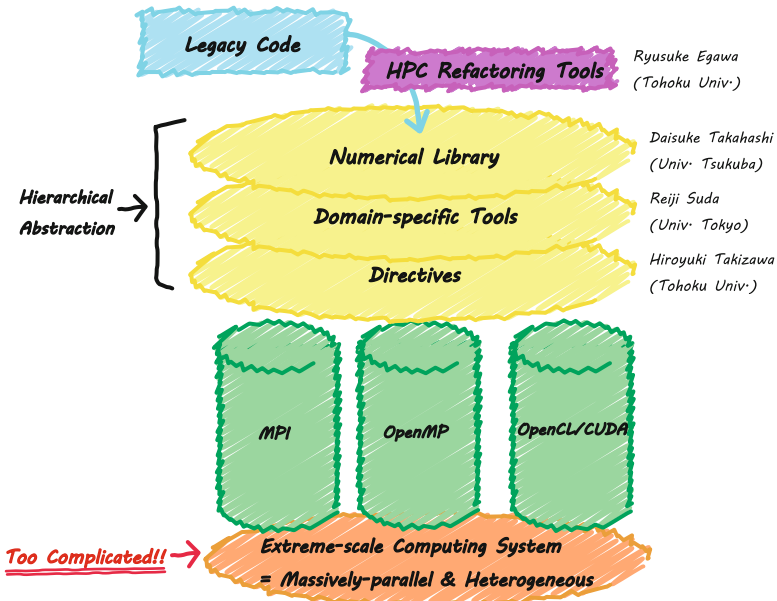 Legacy Code
HPC Refactoring Tools
Ryusuke Egawa
(Tohoku Univ.)
Numerical Library
Daisuke Takahashi
(Univ. Tsukuba)
Hierarchical
Abstraction
Domain-specific Tools
Reiji Suda
(Univ. Tokyo)
Directives
Hiroyuki Takizawa
(Tohoku Univ.)
MPI
OpenMP
OpenCL/CUDA
Too Complicated!!
Extreme-scale Computing System
= Massively-parallel & Heterogeneous